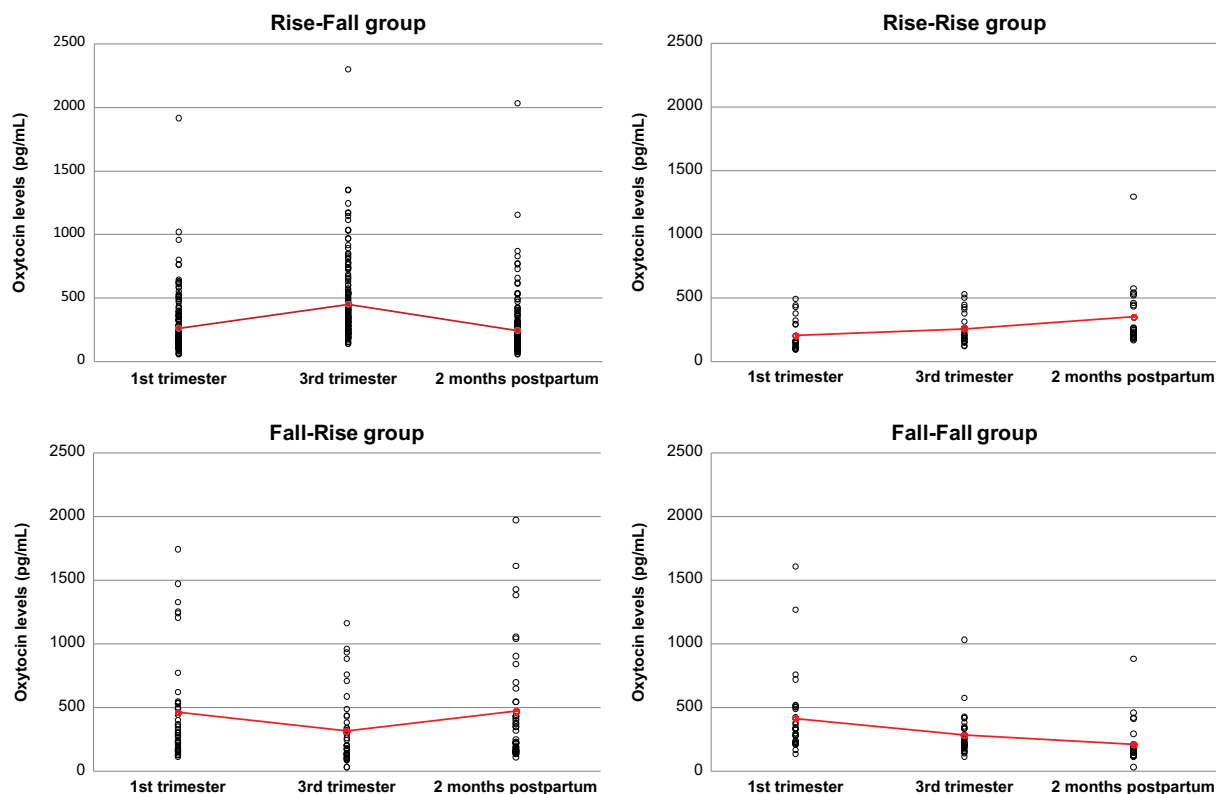 Rise-Fall group
Oxytocin levels (pg/mL)
2500
2000
1500
1000
500
0
1st trimester 3rd trimester 2 months postpartum
Rise-Rise group
Oxytocin levels (pg/mL)
2500
2000
1500
1000
500
0
1st trimester 3rd trimester 2 months postpartum
Fall-Rise group
Oxytocin levels (pg/mL)
2500
2000
1500
1000
500
0
1st trimester 3rd trimester 2 months postpartum
Fall-Fall group
Oxytocin levels (pg/mL)
2500
2000
1500
1000
500
0
1st trimester 3rd trimester 2 months postpartum